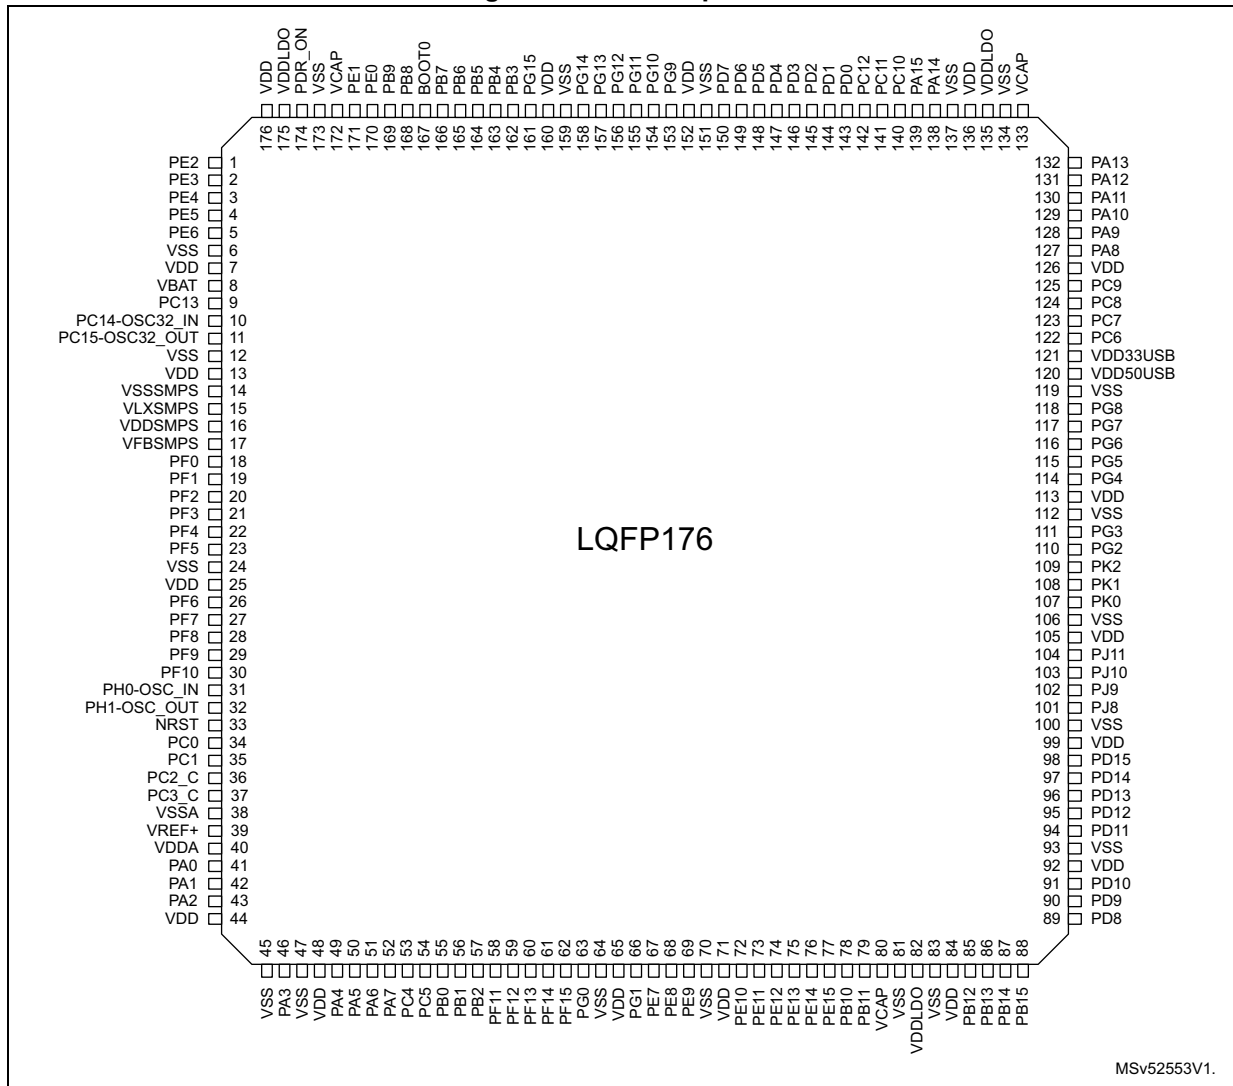 VDD VDDLDO PDR_ON VSS VCAP PE1 PE0 PB9 PB8 BOOT0 PB7 PB6 PB5 PB4 PB3 PG15 VDD VSS PG14 PG13 PG12 PG11 PG10 PG9 VDD VSS PD7 PD6 PD5 PD4 PD3 PD2 PD1 PD0 PC12 PC11 PC10 PA15 PA14 VSS VDD VDDLDO VSS VCAP
176 175 174 173 172 171 170 169 168 167 166 165 164 163 162 161 160 159 158 157 156 155 154 153 152 151 150 149 148 147 146 145 144 143 142 141 140 139 138 137 136 135 134 133
PE2 1 132 PA13
PE3 2 131 PA12
PE4 3 130 PA11
PE5 4 129 PA10
PE6 5 128 PA9
VSS 6 127 PA8
VDD 7 126 VDD
VBAT 8 125 PC9
PC13 9 124 PC8
PC14-OSC32_IN 10 123 PC7
PC15-OSC32_OUT 11 122 PC6
VSS 12 121 VDD33USB
VDD 13 120 VDD50USB
VSSSMPS 14 119 VSS
VLXSMPS 15 118 PG8
VDDSMPS 16 117 PG7
VFBSMPS 17 116 PG6
PF0 18 115 PG5
PF1 19 114 PG4
PF2 20 113 VDD
PF3 21 112 VSS
PF4 22 111 PG3
PF5 23 110 PG2
VSS 24 109 PK2
VDD 25 108 PK1
PF6 26 107 PK0
PF7 27 106 VSS
PF8 28 105 VDD
PF9 29 104 PJ11
PF10 30 103 PJ10
PH0-OSC_IN 31 102 PJ9
PH1-OSC_OUT 32 101 PJ8
NRST 33 100 VSS
PC0 34 99 VDD
PC1 35 98 PD15
PC2_C 36 97 PD14
PC3_C 37 96 PD13
VSSA 38 95 PD12
VREF+ 39 94 PD11
VDDA 40 93 VSS
PA0 41 92 VDD
PA1 42 91 PD10
PA2 43 90 PD9
VDD 44 89 PD8
LQFP176
45 46 47 48 49 50 51 52 53 54 55 56 57 58 59 60 61 62 63 64 65 66 67 68 69 70 71 72 73 74 75 76 77 78 79 80 81 82 83 84 85 86 87 88
VSS PA3 VSS VDD PA4 PA5 PA6 PA7 PC4 PC5 PB0 PB1 PB2 PF11 PF12 PF13 PF14 PF15 PG0 VSS VDD PG1 PE7 PE8 PE9 VSS VDD PE10 PE11 PE12 PE13 PE14 PE15 PB10 PB11 VCAP VSS VDDLDO VSS VDD PB12 PB13 PB14 PB15
MSv52553V1.